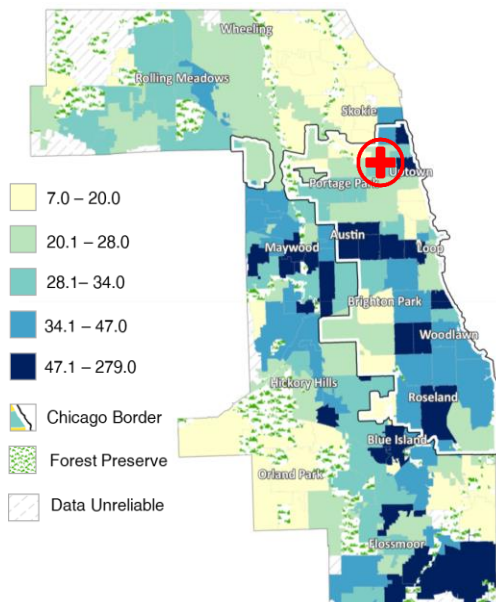 Wheeling
Rolling Meadows
Skokie
Uptown
Portage Park
7.0 – 20.0
20.1 – 28.0
28.1– 34.0
34.1 – 47.0
47.1 – 279.0
Chicago Border
Forest Preserve
Data Unreliable
Austin
Maywood
Loop
Brighton Park
Woodlawn
Hickory Hills
Roseland
Blue Island
Orland Park
Flossmoor